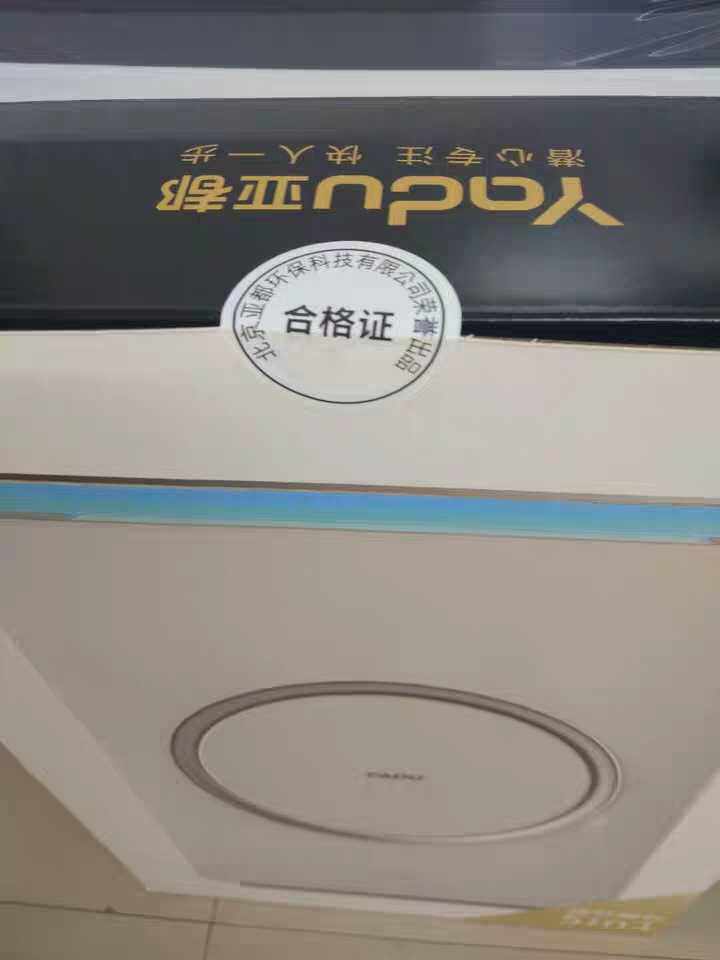 Yadu亚都
潜心专注 快人一步
北京亚都环保科技有限公司荣誉出品
合格证